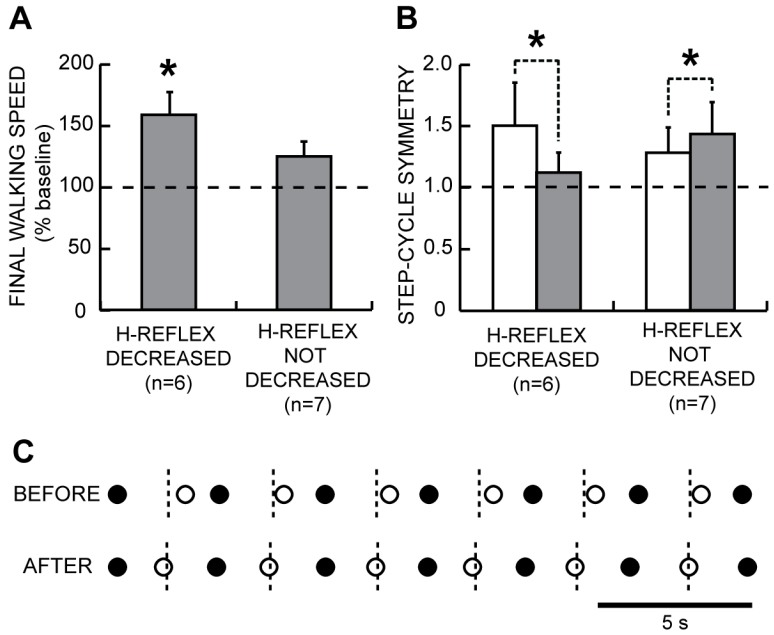 A
FINAL WALKING SPEED
(% baseline)
200
150
100
50
0
*
H-REFLEX
DECREASED
(n=6)
H-REFLEX
NOT
DECREASED
(n=7)
B
STEP-CYCLE SYMMETRY
2.0
1.5
1.0
0.5
0
*
*
H-REFLEX
DECREASED
(n=6)
H-REFLEX
NOT
DECREASED
(n=7)
C
BEFORE
AFTER
5 s